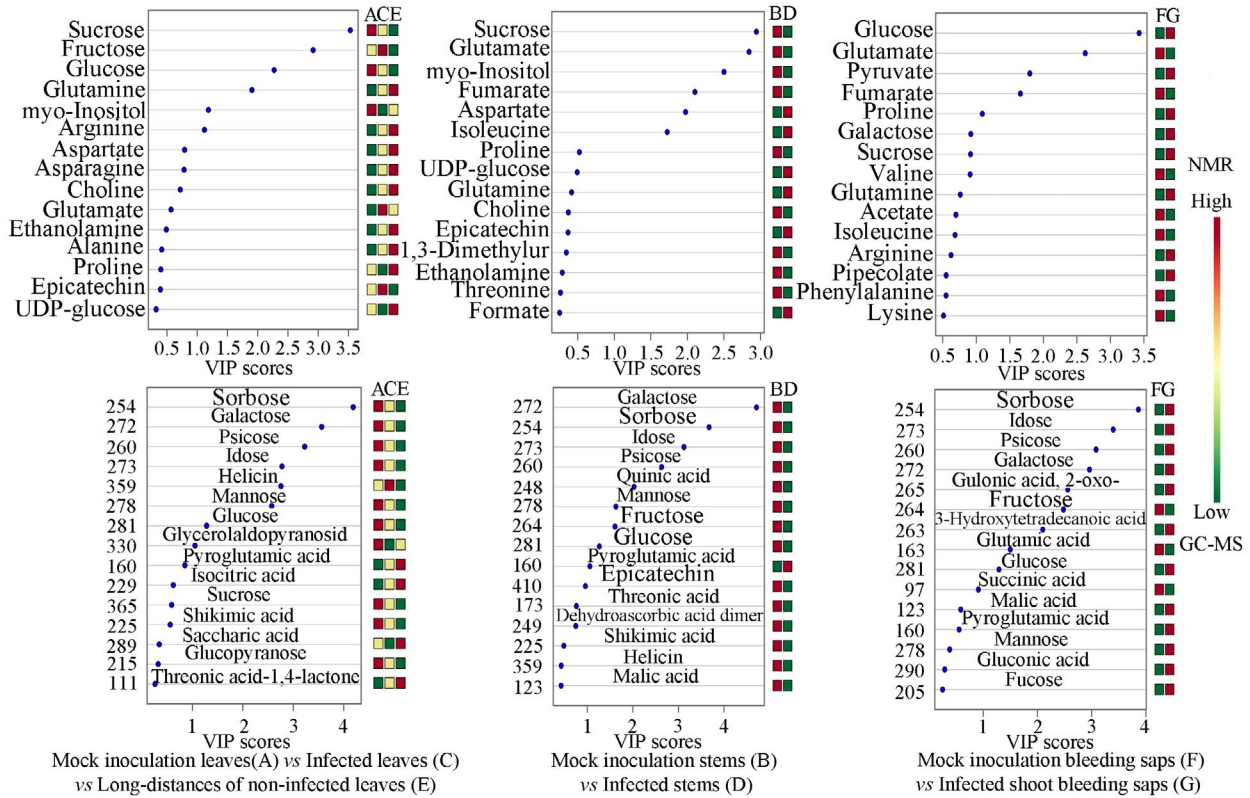 ACE
Sucrose
Fructose
Glucose
Glutamine
myo-Inositol
Arginine
Aspartate
Asparagine
Choline
Glutamate
Ethanolamine
Alanine
Proline
Epicatechin
UDP-glucose
0.5 1.0 1.5 2.0 2.5 3.0 3.5
VIP scores
BD
Sucrose
Glutamate
myo-Inositol
Fumarate
Aspartate
Isoleucine
Proline
UDP-glucose
Glutamine
Choline
Epicatechin
1,3-Dimethylur
Ethanolamine
Threonine
Formate
0.5 1.0 1.5 2.0 2.5 3.0
VIP scores
FG
Glucose
Glutamate
Pyruvate
Fumarate
Proline
Galactose
Sucrose
Valine
Glutamine
Acetate
Isoleucine
Arginine
Pipecolate
Phenylalanine
Lysine
0.5 1.0 1.5 2.0 2.5 3.0 3.5
VIP scores
NMR
High
Low
GC-MS
ACE
254 Sorbose
272 Galactose
260 Psicose
273 Idose
359 Helicin
278 Mannose
281 Glucose
330 Glycerolaldopyranosid
160 Pyroglutamic acid
229 Isocitric acid
365 Sucrose
225 Shikimic acid
289 Saccharic acid
215 Glucopyranose
111 Threonic acid-1,4-lactone
1 2 3 4
VIP scores
Mock inoculation leaves(A) vs Infected leaves (C)
vs Long-distances of non-infected leaves (E)
BD
272 Galactose
254 Sorbose
273 Idose
260 Psicose
248 Quinic acid
278 Mannose
264 Fructose
281 Glucose
160 Pyroglutamic acid
410 Epicatechin
173 Threonic acid
249 Dehydroascorbic acid dimer
225 Shikimic acid
359 Helicin
123 Malic acid
1 2 3 4
VIP scores
Mock inoculation stems (B)
vs Infected stems (D)
FG
254 Sorbose
273 Idose
260 Psicose
272 Galactose
265 Gulonic acid, 2-oxo-
264 Fructose
263 3-Hydroxytetradecanoic acid
163 Glutamic acid
281 Glucose
97 Succinic acid
123 Malic acid
160 Pyroglutamic acid
278 Mannose
290 Gluconic acid
205 Fucose
1 2 3 4
VIP scores
Mock inoculation bleeding saps (F)
vs Infected shoot bleeding saps (G)